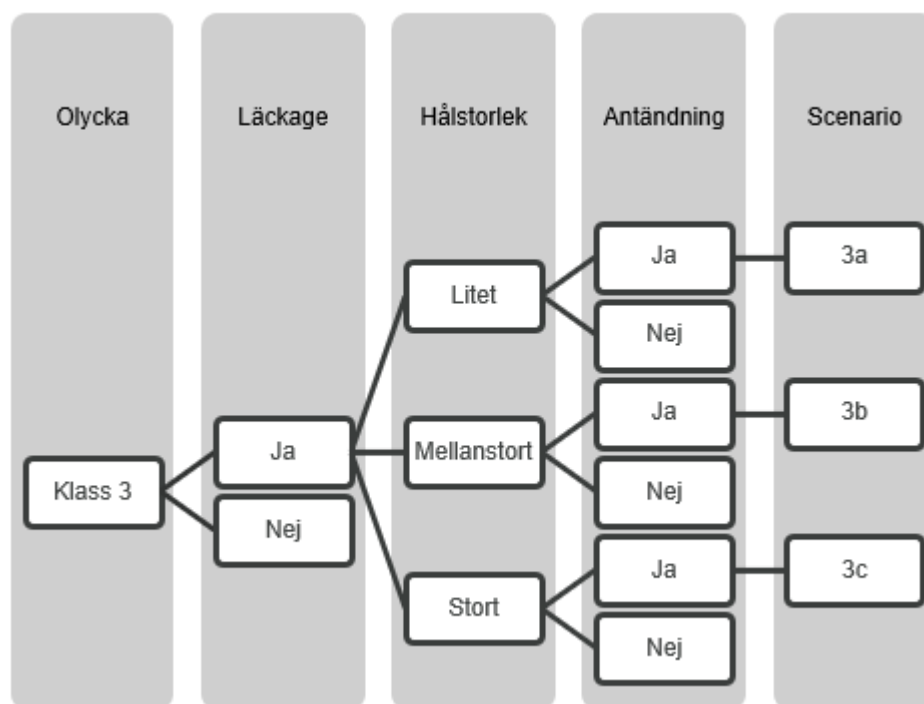 Olycka
Läckage
Hålstorlek
Antändning
Scenario
Ja
3a
Litet
Nej
Ja
3b
Ja
Mellanstort
Klass 3
Nej
Nej
Ja
3c
Stort
Nej